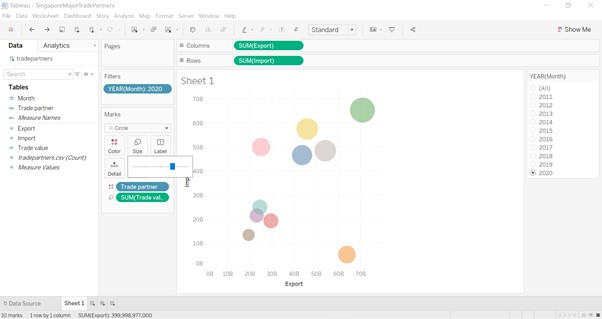 Tableau - SingaporeMajorTradePartners
File Data Worksheet Dashboard Story Analysis Map Format Server Window Help
Standard
Show Me
Data Analytics
tradepartners
Search
Tables
Month
Trade partner
Measure Names
Export
Import
Trade value
tradepartners.csv (Count)
Measure Values
Pages
Filters
YEAR(Month): 2020
Marks
Circle
Color Size Label
Detail
Trade partner
SUM(Trade val..
Columns SUM(Export)
Rows SUM(Import)
Sheet 1
70B
60B
50B
40B
30B
20B
10B
0B
0B 10B 20B 30B 40B 50B 60B 70B
Export
YEAR(Month)
(All)
2011
2012
2013
2014
2015
2016
2017
2018
2019
2020
Data Source Sheet 1
10 marks 1 row by 1 column SUM(Export): 399,998,977,000